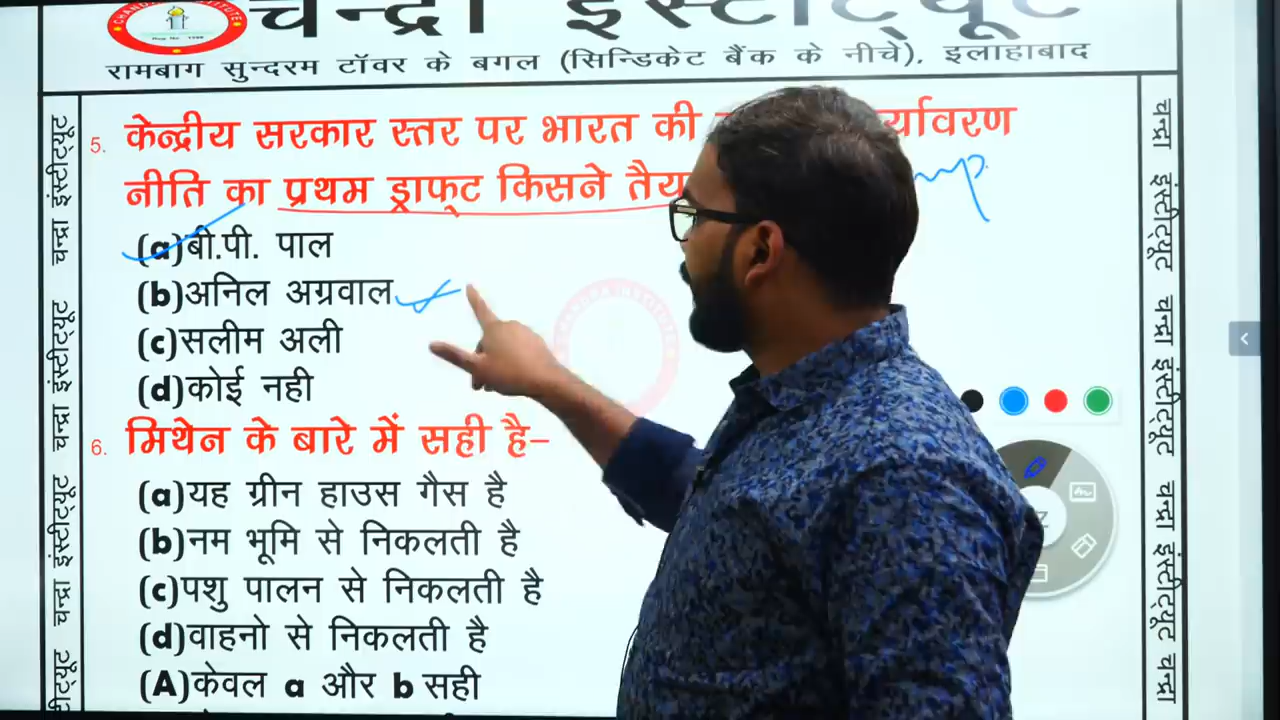 चन्द्रा इंस्टीट्यूट
रामबाग सुन्दरम टॉवर के बगल (सिन्डिकेट बैंक के नीचे), इलाहाबाद
5. केन्द्रीय सरकार स्तर पर भारत की
नीति का प्रथम ड्राफ्ट किसने
(a)बी.पी. पाल
(b)अनिल अग्रवाल
(c)सलीम अली
(d)कोई नही
6. मिथेन के बारे में सही है–
(a)यह ग्रीन हाउस गैस है
(b)नम भूमि से निकलती है
(c)पशु पालन से निकलती है
(d)वाहनो से निकलती है
(A)केवल a और b सही
चन्द्रा इंस्टीट्यूट चन्द्रा इंस्टीट्यूट चन्द्रा इंस्टीट्यूट
चन्द्रा इंस्टीट्यूट चन्द्रा इंस्टीट्यूट चन्द्रा इंस्टीट्यूट चन्द्रा